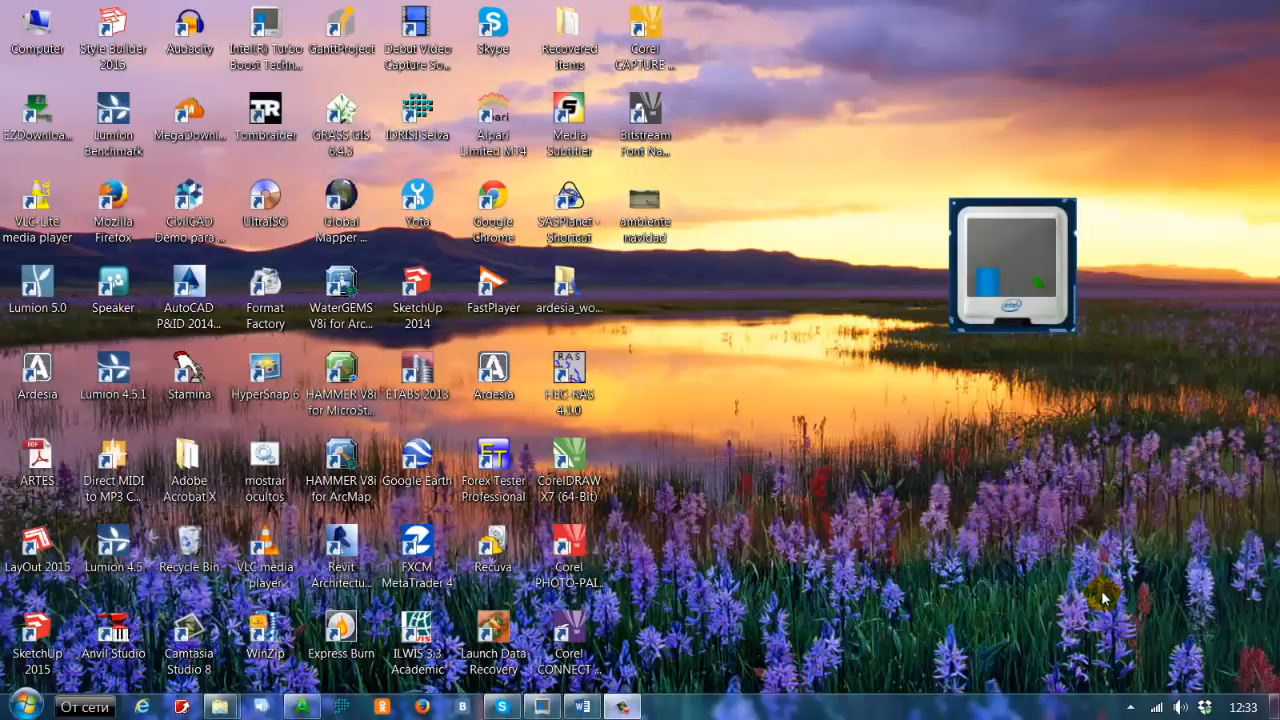 Computer
Style Builder
2015
Audacity
Intel(R) Turbo
Boost Techn...
GanttProject
Debut Video
Capture So...
Skype
Recovered
Items
Corel
CAPTURE ...
EZDownloa...
Lumion
Benchmark
MegaDownl...
TR
Tombraider
GRASS GIS
6.4.3
IDRISI Selva
Alpari
Limited MT4
Media
Subtitler
Bitstream
Font Na...
VLC-Lite
media player
Mozilla
Firefox
CivilCAD
Demo para ...
UltraISO
Global
Mapper ...
Yota
Google
Chrome
SASPlanet -
Shortcut
ambiente
navidad
Lumion 5.0
Speaker
AutoCAD
P&ID 2014...
Format
Factory
WaterGEMS
V8i for Arc...
SketchUp
2014
FastPlayer
ardesia_wo...
intel
Ardesia
Lumion 4.5.1
Stamina
HyperSnap 6
HAMMER V8i
for MicroSt...
ETABS 2013
Ardesia
RAS
HEC-RAS
4.1.0
PDF
ARTES
Direct MIDI
to MP3 C...
Adobe
Acrobat X
mostrar
ocultos
HAMMER V8i
for ArcMap
Google Earth
FT
Forex Tester
Professional
CorelDRAW
X7 (64-Bit)
LayOut 2015
Lumion 4.5
Recycle Bin
VLC media
player
Revit
Architectu...
FXCM
MetaTrader 4
Recuva
Corel
PHOTO-PAI...
SketchUp
2015
Anvil Studio
Camtasia
Studio 8
WinZip
Express Burn
ILWIS 3.3
Academic
Launch Data
Recovery
Corel
CONNECT ...
От сети
12:33